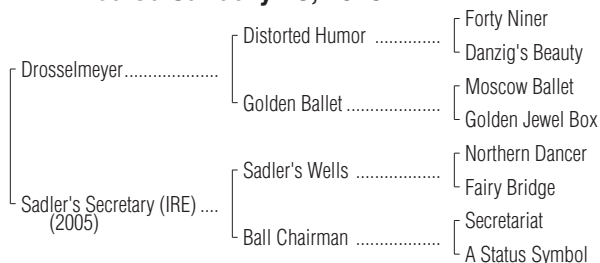 Forty Niner
Distorted Humor ................
Danzig's Beauty
Drosselmeyer....................
Moscow Ballet
Golden Ballet ....................
Golden Jewel Box
Northern Dancer
Sadler's Wells ..................
Fairy Bridge
Sadler's Secretary (IRE) ....
(2005)
Secretariat
Ball Chairman ..................
A Status Symbol